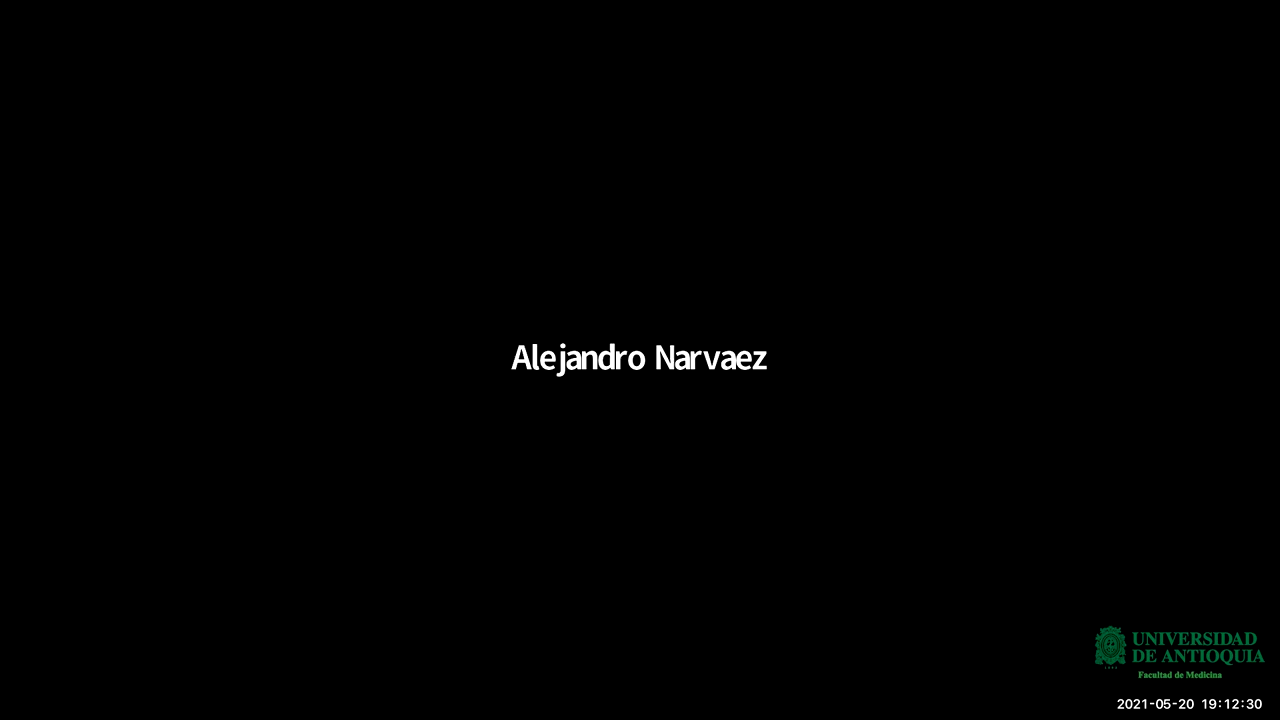 Alejandro Narvaez
UNIVERSIDAD
DE ANTIOQUIA
Facultad de Medicina
2021-05-20 19:12:30